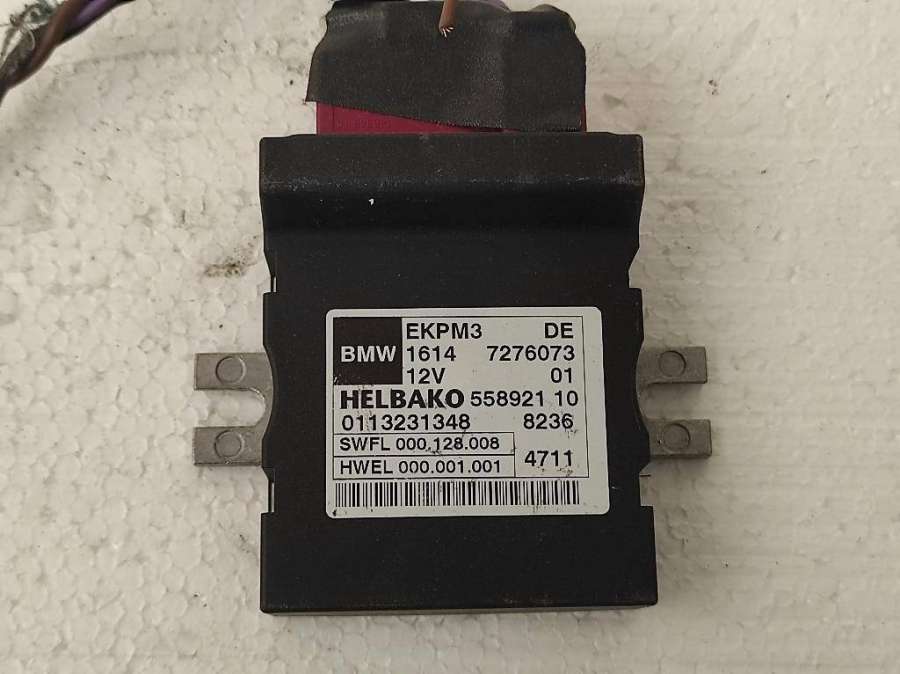 EKPM3 DE
BMW 1614 7276073
12V 01
HELBAKO 558921 10
0113231348 8236
SWFL 000.128.008
HWEL 000.001.001 4711